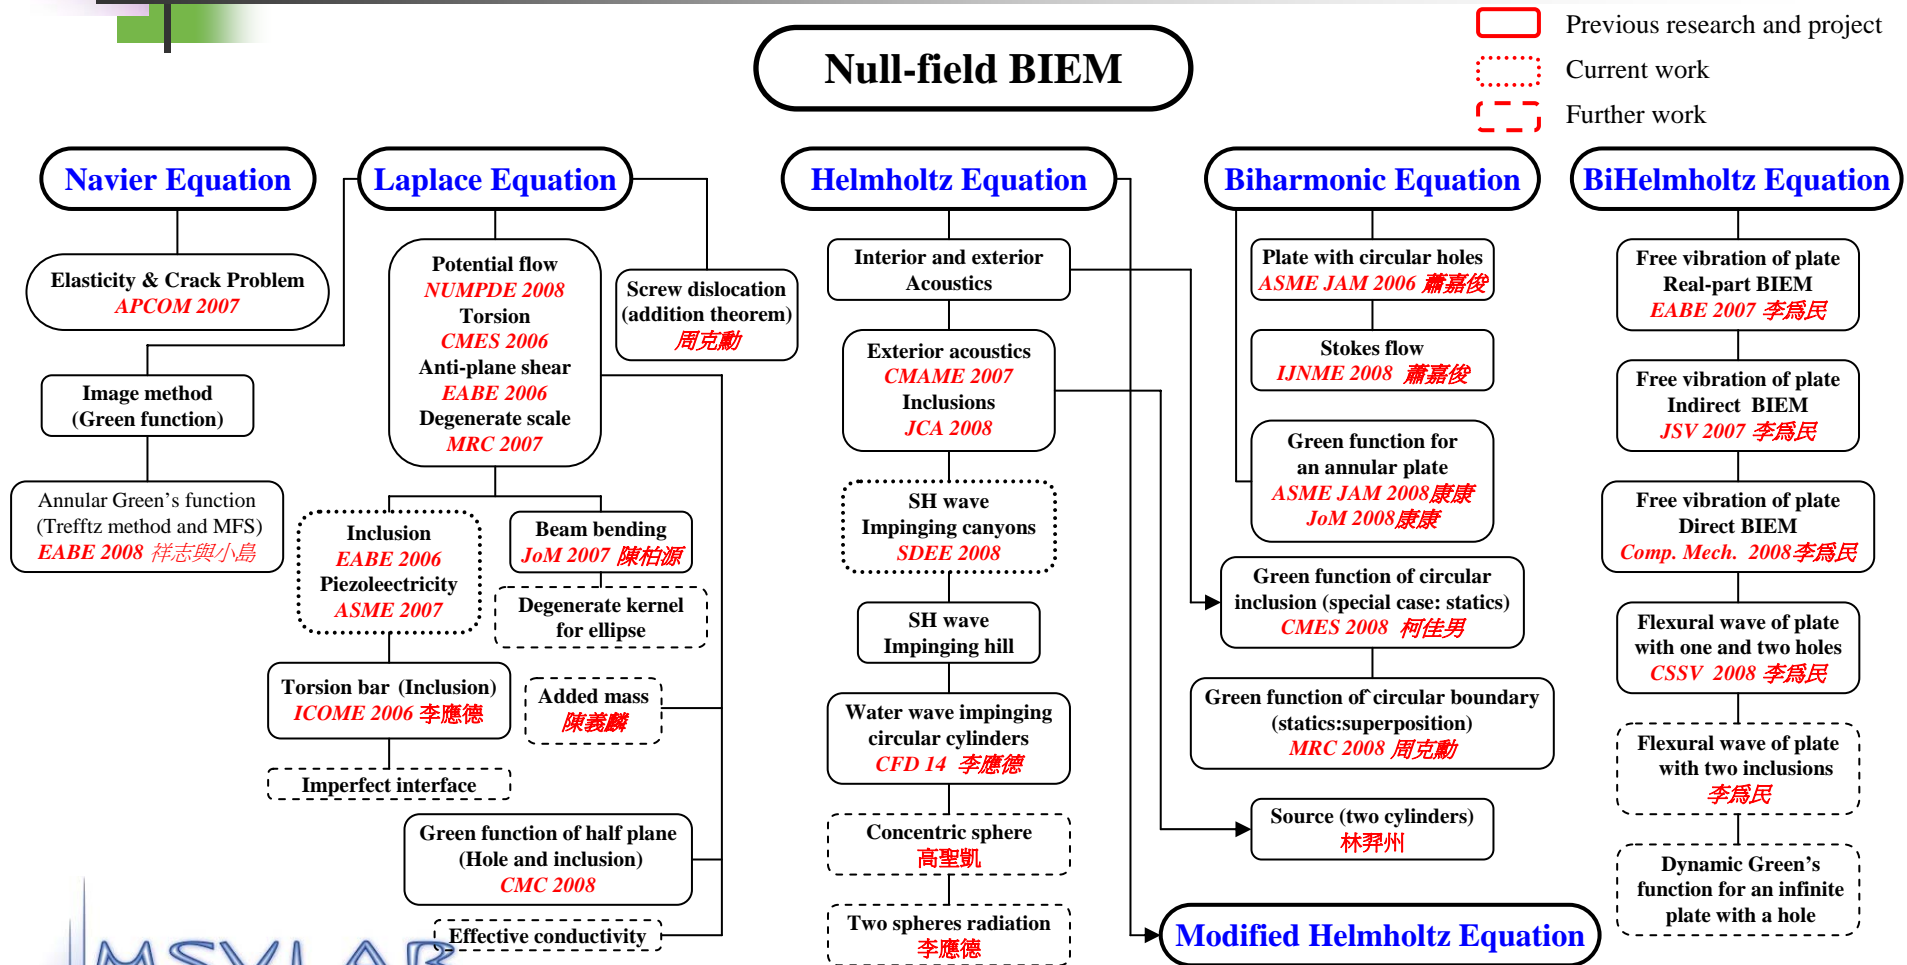 Null-field BIEM
Previous research and project
Current work
Further work
Navier Equation
Elasticity & Crack Problem
APCOM 2007
Laplace Equation
Image method
(Green function)
Annular Green's function
(Trefftz method and MFS)
EABE 2008 祥志與小島
Potential flow
NUMPDE 2008
Torsion
CMES 2006
Anti-plane shear
EABE 2006
Degenerate scale
MRC 2007
Screw dislocation
(addition theorem)
周克勳
Inclusion
EABE 2006
Piezoleectricity
ASME 2007
Beam bending
JoM 2007 陳柏源
Degenerate kernel
for ellipse
Torsion bar (Inclusion)
ICOME 2006 李應德
Added mass
陳義麟
Imperfect interface
Green function of half plane
(Hole and inclusion)
CMC 2008
Effective conductivity
Helmholtz Equation
Interior and exterior
Acoustics
Exterior acoustics
CMAME 2007
Inclusions
JCA 2008
SH wave
Impinging canyons
SDEE 2008
SH wave
Impinging hill
Water wave impinging
circular cylinders
CFD 14 李應德
Concentric sphere
高聖凱
Two spheres radiation
李應德
Biharmonic Equation
Plate with circular holes
ASME JAM 2006 蕭嘉俊
Stokes flow
IJNME 2008 蕭嘉俊
Green function for
an annular plate
ASME JAM 2008康康
JoM 2008康康
Green function of circular
inclusion (special case: statics)
CMES 2008 柯佳男
Green function of circular boundary
(statics:superposition)
MRC 2008 周克勳
Source (two cylinders)
林羿州
Modified Helmholtz Equation
BiHelmholtz Equation
Free vibration of plate
Real-part BIEM
EABE 2007 李爲民
Free vibration of plate
Indirect BIEM
JSV 2007 李爲民
Free vibration of plate
Direct BIEM
Comp. Mech. 2008李爲民
Flexural wave of plate
with one and two holes
CSSV 2008 李爲民
Flexural wave of plate
with two inclusions
李爲民
Dynamic Green's
function for an infinite
plate with a hole
MSVLAB